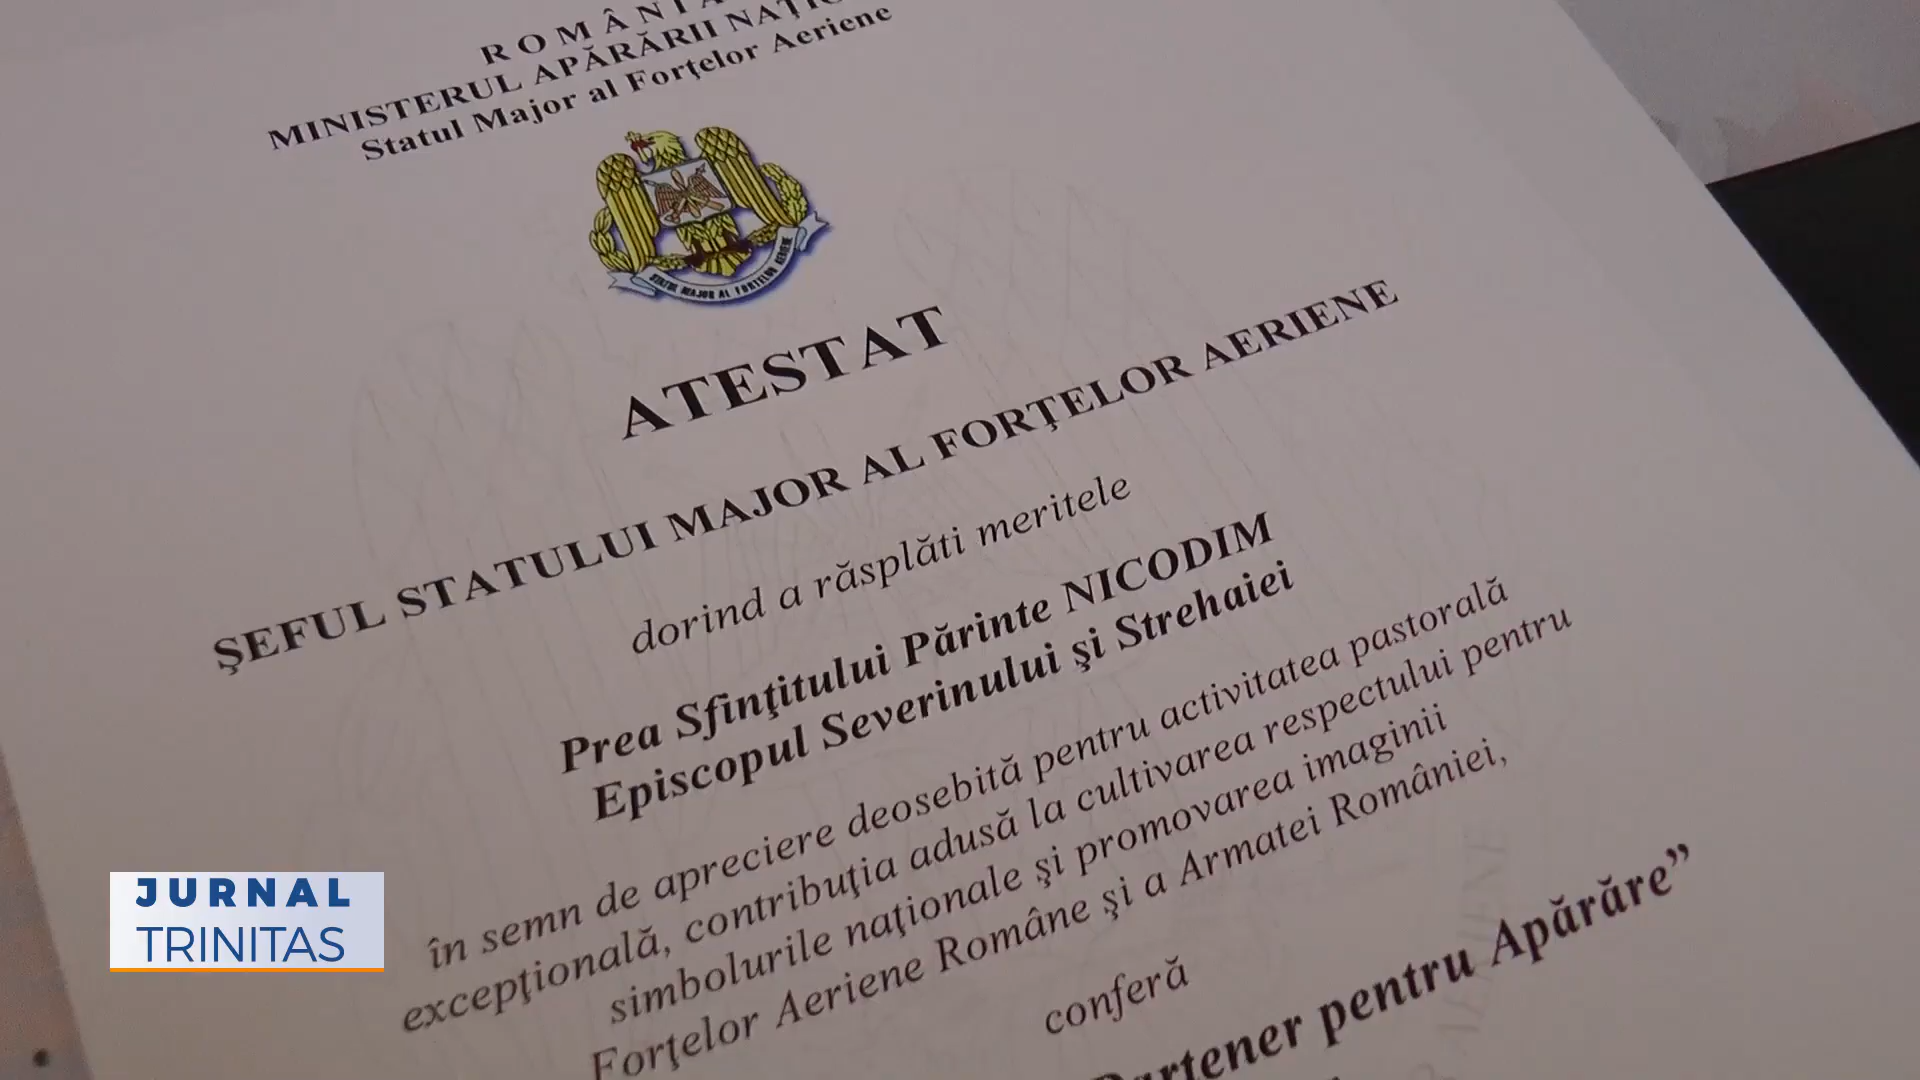 ROMÂNIA
MINISTERUL APĂRĂRII
Statul Major al Forţelor Aeriene
STATUL MAJOR AL FORŢELOR AERIENE
ATESTAT
ŞEFUL STATULUI MAJOR AL FORŢELOR AERIENE
dorind a răsplăti meritele
Prea Sfinţitului Părinte NICODIM
Episcopul Severinului şi Strehaiei
în semn de apreciere deosebită pentru activitatea pastorală
excepţională, contribuţia adusă la cultivarea respectului pentru
simbolurile naţionale şi promovarea imaginii
Forţelor Aeriene Române şi a Armatei României,
conferă
Partener pentru Apărare”
JURNAL
TRINITAS